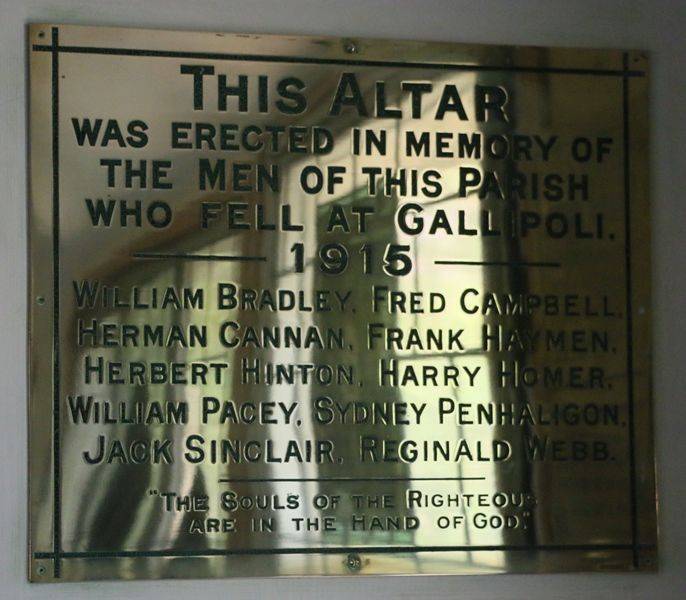 THIS ALTAR
WAS ERECTED IN MEMORY OF
THE MEN OF THIS PARISH
WHO FELL AT GALLIPOLI.
1915
WILLIAM BRADLEY. FRED CAMPBELL.
HERMAN CANNAN. FRANK HAYMEN.
HERBERT HINTON. HARRY HOMER.
WILLIAM PACEY. SYDNEY PENHALIGON.
JACK SINCLAIR. REGINALD WEBB.
"THE SOULS OF THE RIGHTEOUS
ARE IN THE HAND OF GOD."